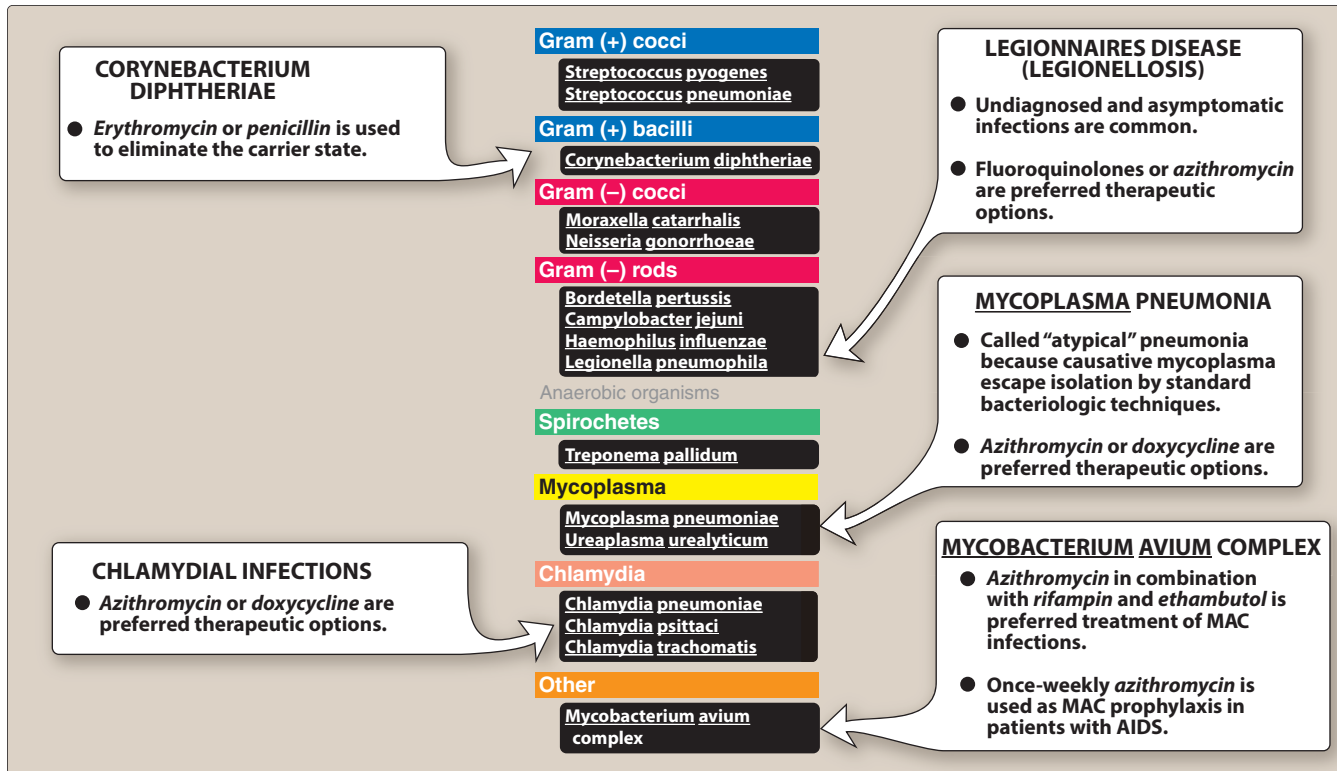 CORYNEBACTERIUM
DIPHTHERIAE
● Erythromycin or penicillin is used
to eliminate the carrier state.
CHLAMYDIAL INFECTIONS
● Azithromycin or doxycycline are
preferred therapeutic options.
Gram (+) cocci
Streptococcus pyogenes
Streptococcus pneumoniae
Gram (+) bacilli
Corynebacterium diphtheriae
Gram (–) cocci
Moraxella catarrhalis
Neisseria gonorrhoeae
Gram (–) rods
Bordetella pertussis
Campylobacter jejuni
Haemophilus influenzae
Legionella pneumophila
Anaerobic organisms
Spirochetes
Treponema pallidum
Mycoplasma
Mycoplasma pneumoniae
Ureaplasma urealyticum
Chlamydia
Chlamydia pneumoniae
Chlamydia psittaci
Chlamydia trachomatis
Other
Mycobacterium avium
complex
LEGIONNAIRES DISEASE
(LEGIONELLOSIS)
● Undiagnosed and asymptomatic
infections are common.
● Fluoroquinolones or azithromycin
are preferred therapeutic
options.
MYCOPLASMA PNEUMONIA
● Called “atypical” pneumonia
because causative mycoplasma
escape isolation by standard
bacteriologic techniques.
● Azithromycin or doxycycline are
preferred therapeutic options.
MYCOBACTERIUM AVIUM COMPLEX
● Azithromycin in combination
with rifampin and ethambutol is
preferred treatment of MAC
infections.
● Once-weekly azithromycin is
used as MAC prophylaxis in
patients with AIDS.